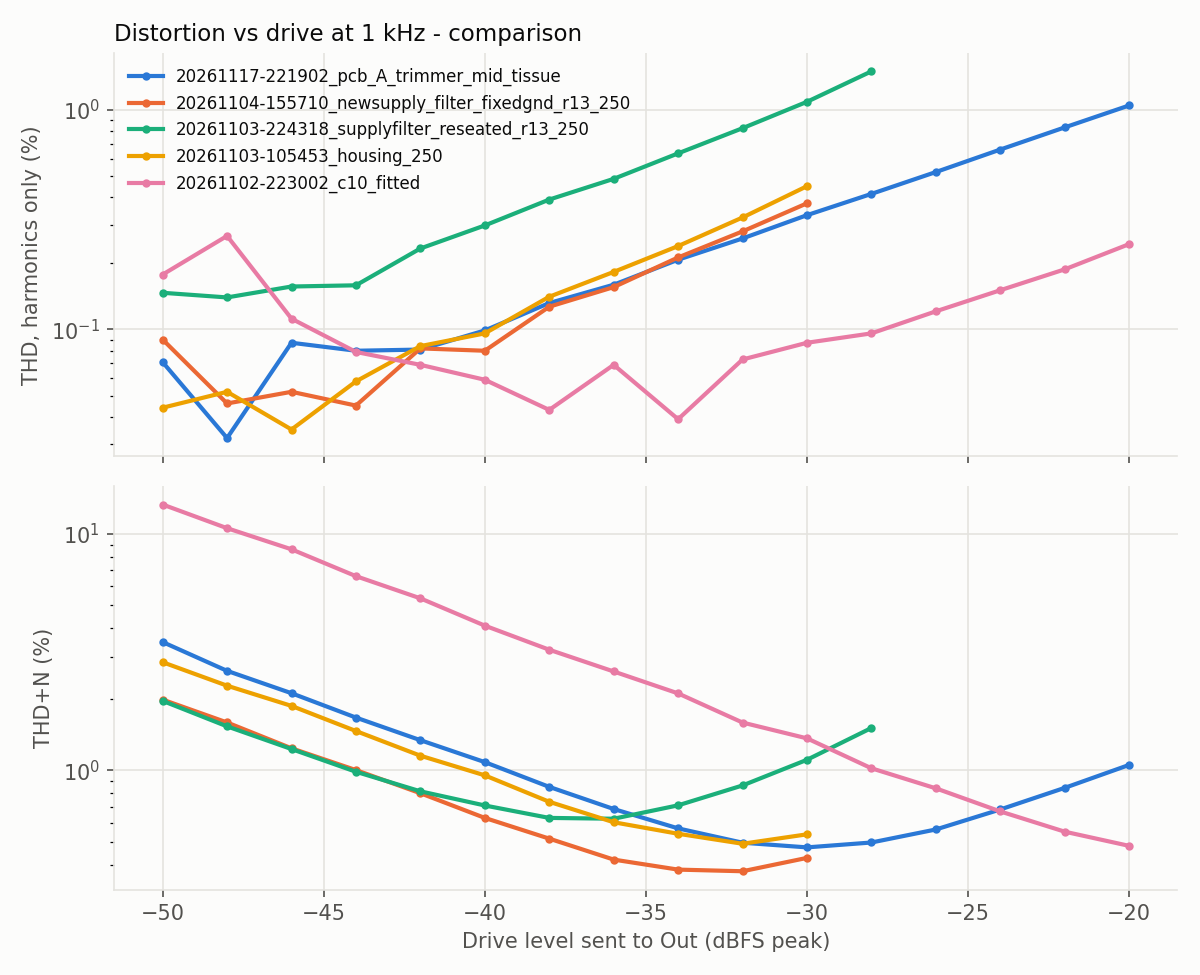 Distortion vs drive at 1 kHz - comparison
20261117-221902_pcb_A_trimmer_mid_tissue
20261104-155710_newsupply_filter_fixedgnd_r13_250
20261103-224318_supplyfilter_reseated_r13_250
20261103-105453_housing_250
20261102-223002_c10_fitted
THD, harmonics only (%)
10⁰
10⁻¹
THD+N (%)
10¹
10⁰
−50 −45 −40 −35 −30 −25 −20
Drive level sent to Out (dBFS peak)